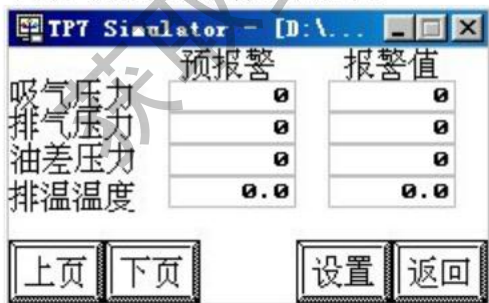 TP7 Simulator - [D:\...
预报警 报警值
吸气压力 0 0
排气压力 0 0
油差压力 0 0
排温温度 0.0 0.0
上页 下页 设置 返回